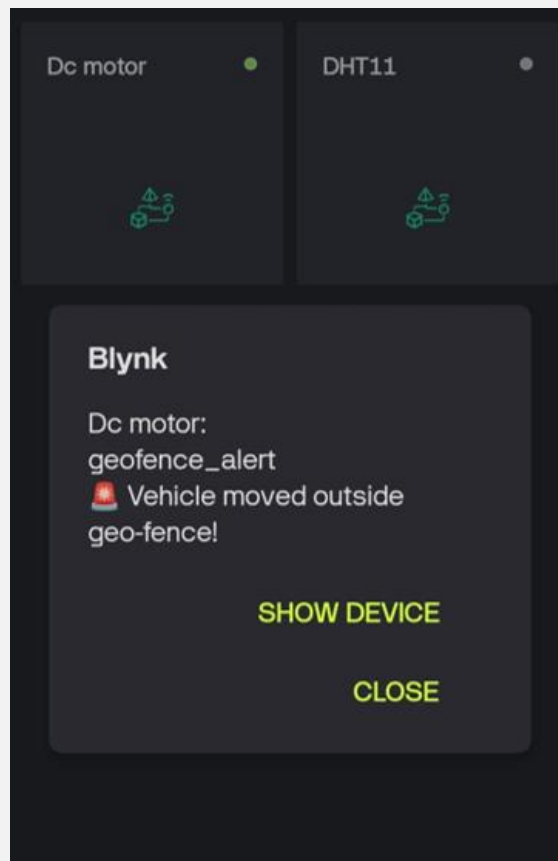 Dc motor
DHT11
Blynk
Dc motor:
geofence_alert
🚨 Vehicle moved outside
geo-fence!
SHOW DEVICE
CLOSE